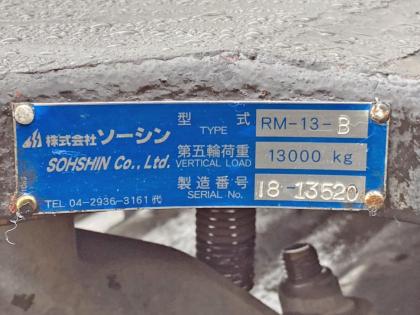 株式会社 ソーシン
SOHSHIN Co., Ltd.
TEL 04-2936-3161 代
型式 TYPE RM-13-B
第五輪荷重 VERTICAL LOAD 13000 kg
製造番号 SERIAL No. 18-13520